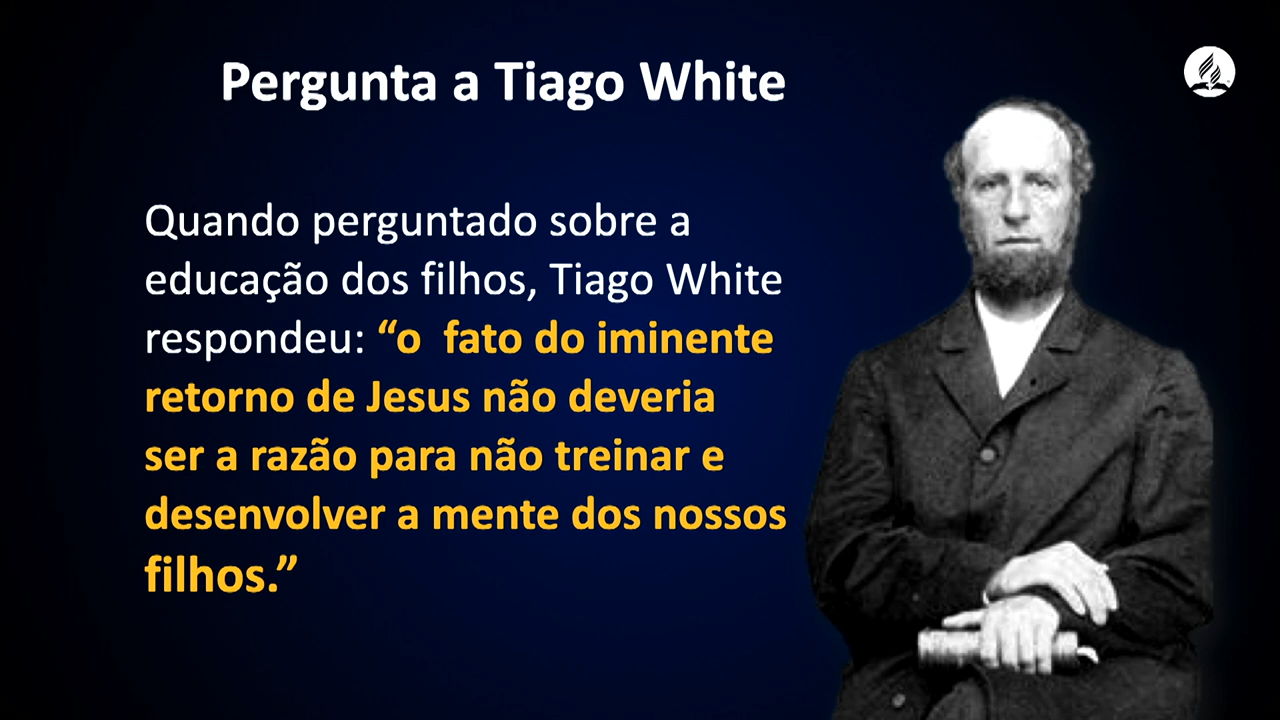 Pergunta a Tiago White
Quando perguntado sobre a
educação dos filhos, Tiago White
respondeu: “o  fato do iminente
retorno de Jesus não deveria
ser a razão para não treinar e
desenvolver a mente dos nossos
filhos.”